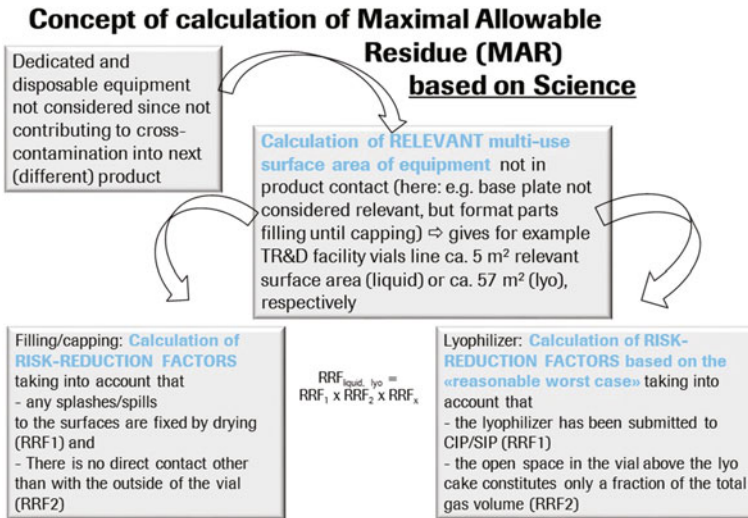 Concept of calculation of Maximal Allowable
Residue (MAR)
based on Science
Dedicated and
disposable equipment
not considered since not
contributing to cross-
contamination into next
(different) product
Calculation of RELEVANT multi-use
surface area of equipment not in
product contact (here: e.g. base plate not
considered relevant, but format parts
filling until capping) ⇨ gives for example
TR&D facility vials line ca. 5 m² relevant
surface area (liquid) or ca. 57 m² (lyo),
respectively
Filling/capping: Calculation of
RISK-REDUCTION FACTORS
taking into account that
- any splashes/spills
to the surfaces are fixed by drying
(RRF1) and
- There is no direct contact other
than with the outside of the vial
(RRF2)
RRF liquid, lyo =
RRF₁ x RRF₂ x RRFₓ
Lyophilizer: Calculation of RISK-
REDUCTION FACTORS based on the
«reasonable worst case» taking into
account that
- the lyophilizer has been submitted to
CIP/SIP (RRF1)
- the open space in the vial above the lyo
cake constitutes only a fraction of the total
gas volume (RRF2)